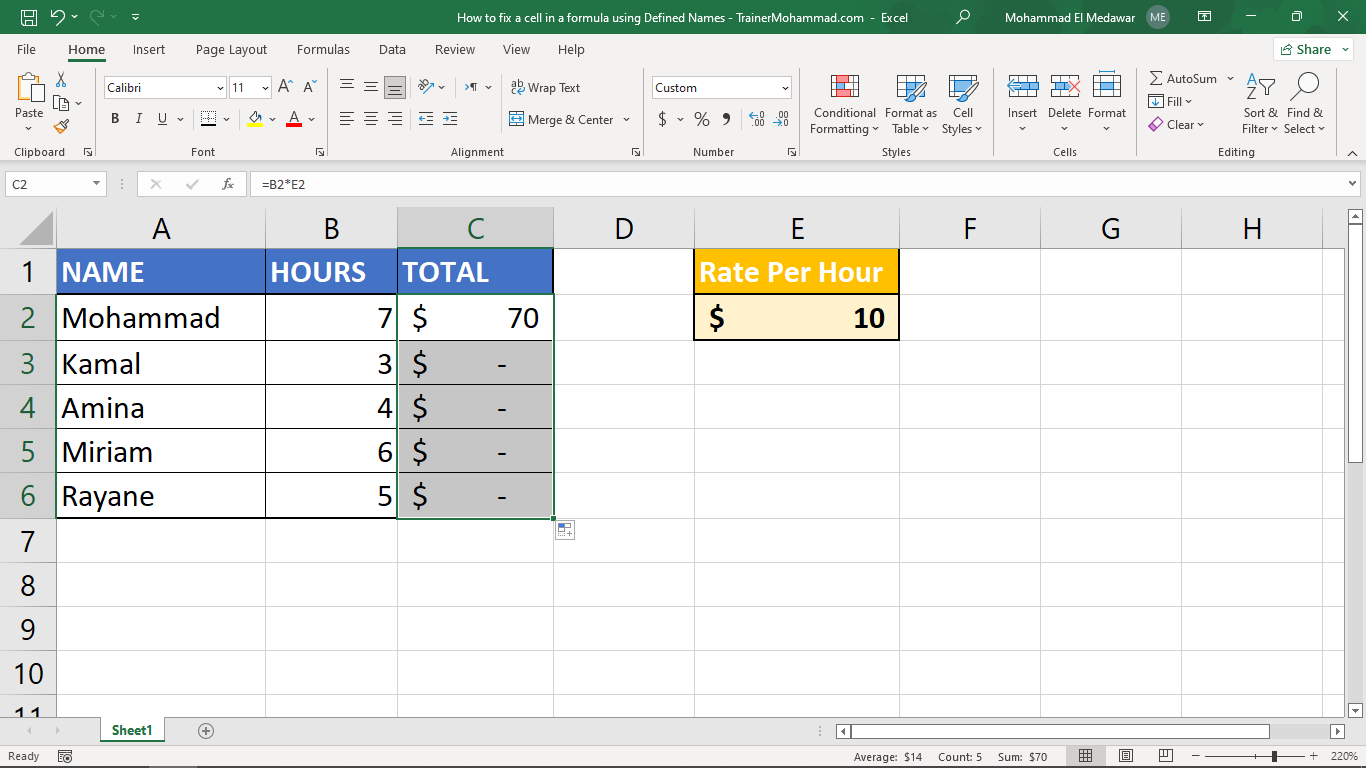 How to fix a cell in a formula using Defined Names - TrainerMohammad.com - Excel
Mohammad El Medawar ME
File Home Insert Page Layout Formulas Data Review View Help Share
Calibri 11 Wrap Text Custom AutoSum
Paste Conditional Formatting Format as Table Cell Styles Insert Delete Format Fill Sort & Filter Find & Select
B I U A Merge & Center $ % Clear
Clipboard Font Alignment Number Styles Cells Editing
C2 fx =B2*E2
A B C D E F G H
1 NAME HOURS TOTAL Rate Per Hour
2 Mohammad 7 $ 70 $ 10
3 Kamal 3 $ -
4 Amina 4 $ -
5 Miriam 6 $ -
6 Rayane 5 $ -
7
8
9
10
11
Sheet1
Ready Average: $14 Count: 5 Sum: $70 220%